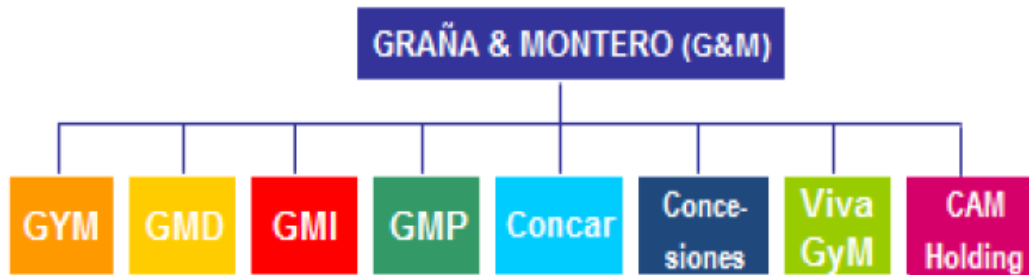 GRAÑA & MONTERO (G&M)
GYM
GMD
GMI
GMP
Concar
Conce-
siones
Viva
GyM
CAM
Holding